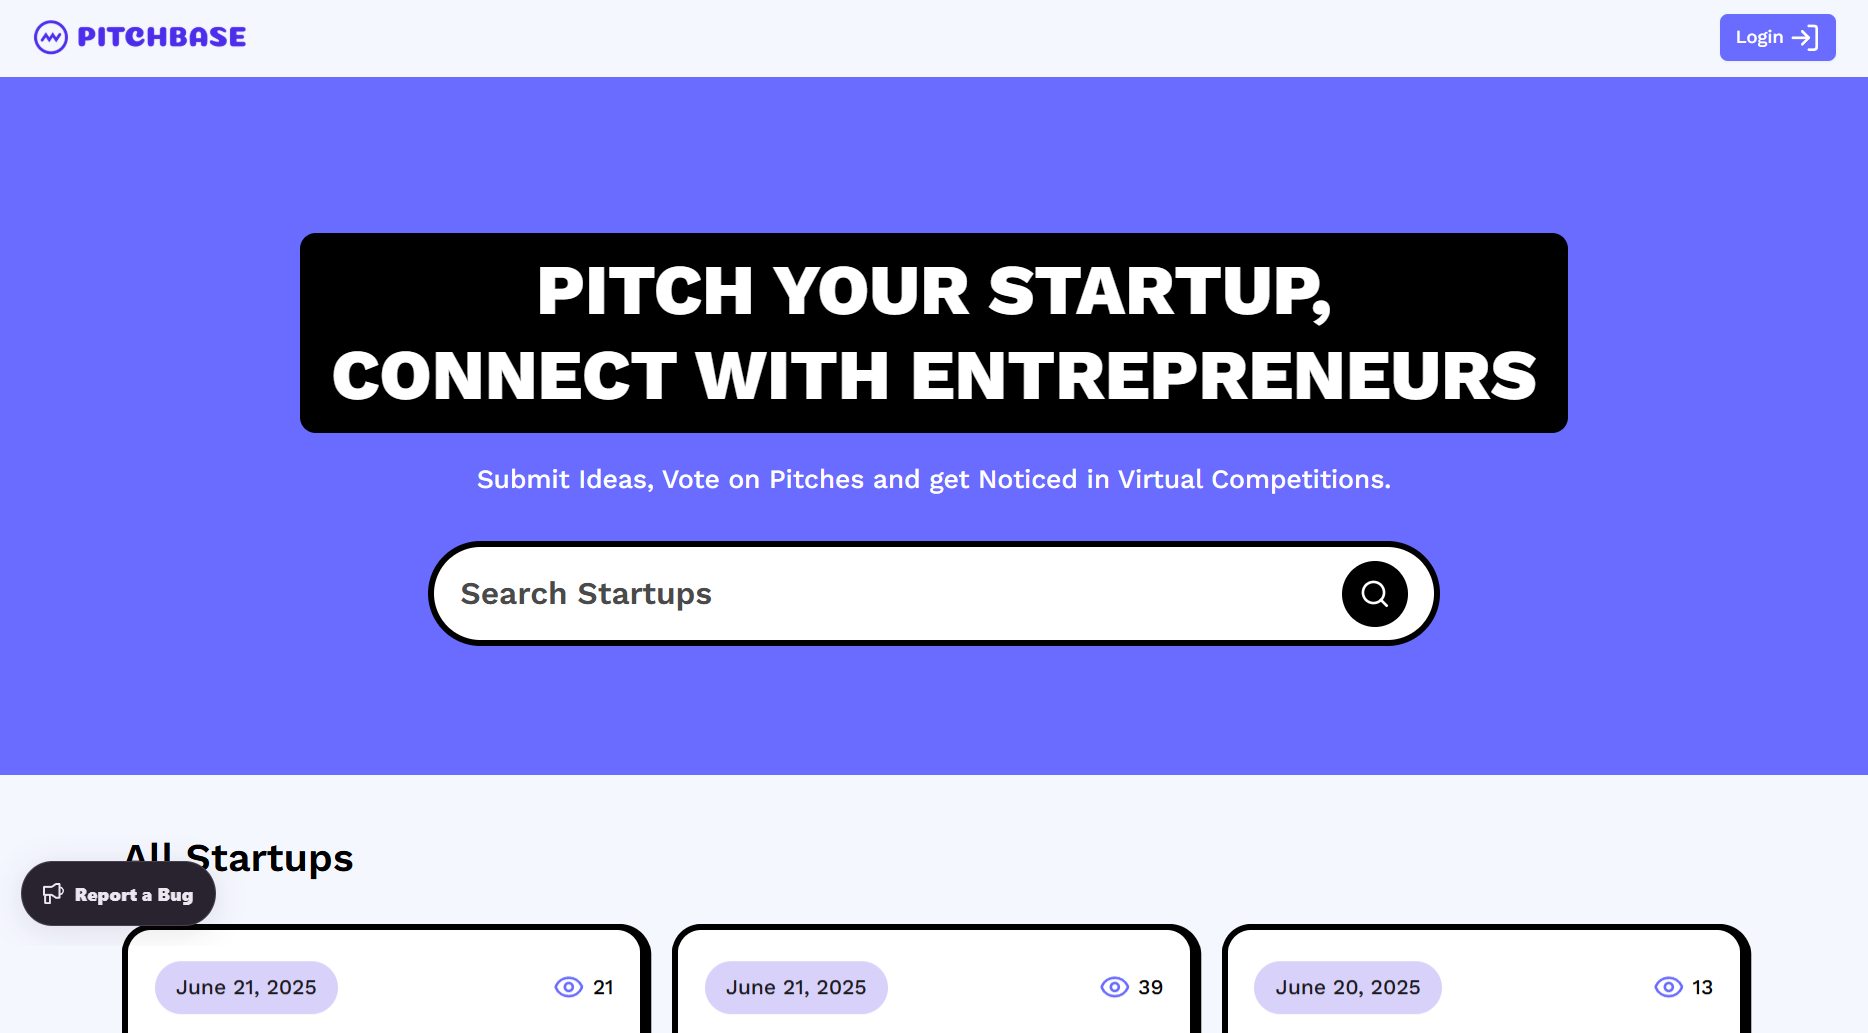 PITCHBASE
Login
PITCH YOUR STARTUP,
CONNECT WITH ENTREPRENEURS
Submit Ideas, Vote on Pitches and get Noticed in Virtual Competitions.
Search Startups
All Startups
Report a Bug
June 21, 2025
21
June 21, 2025
39
June 20, 2025
13